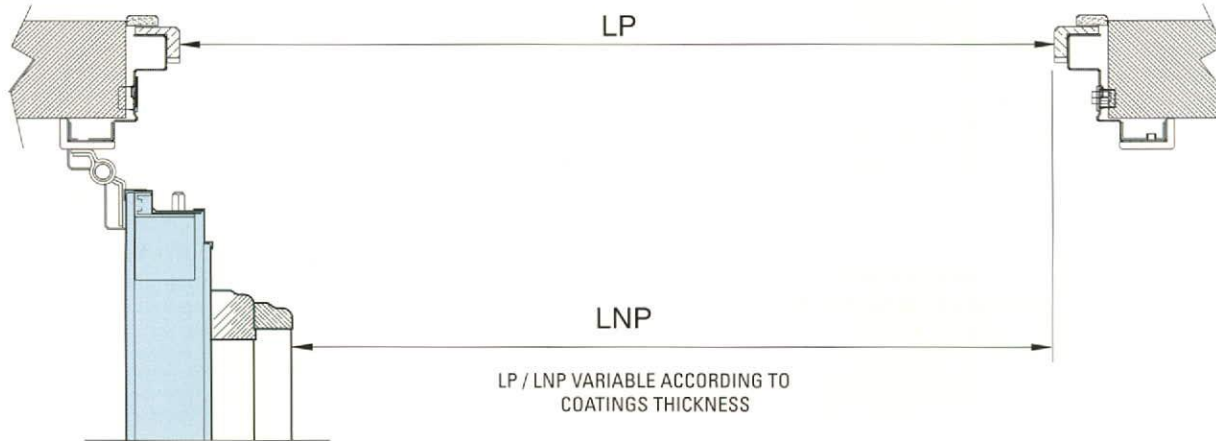 LP
LNP
LP / LNP VARIABLE ACCORDING TO
COATINGS THICKNESS